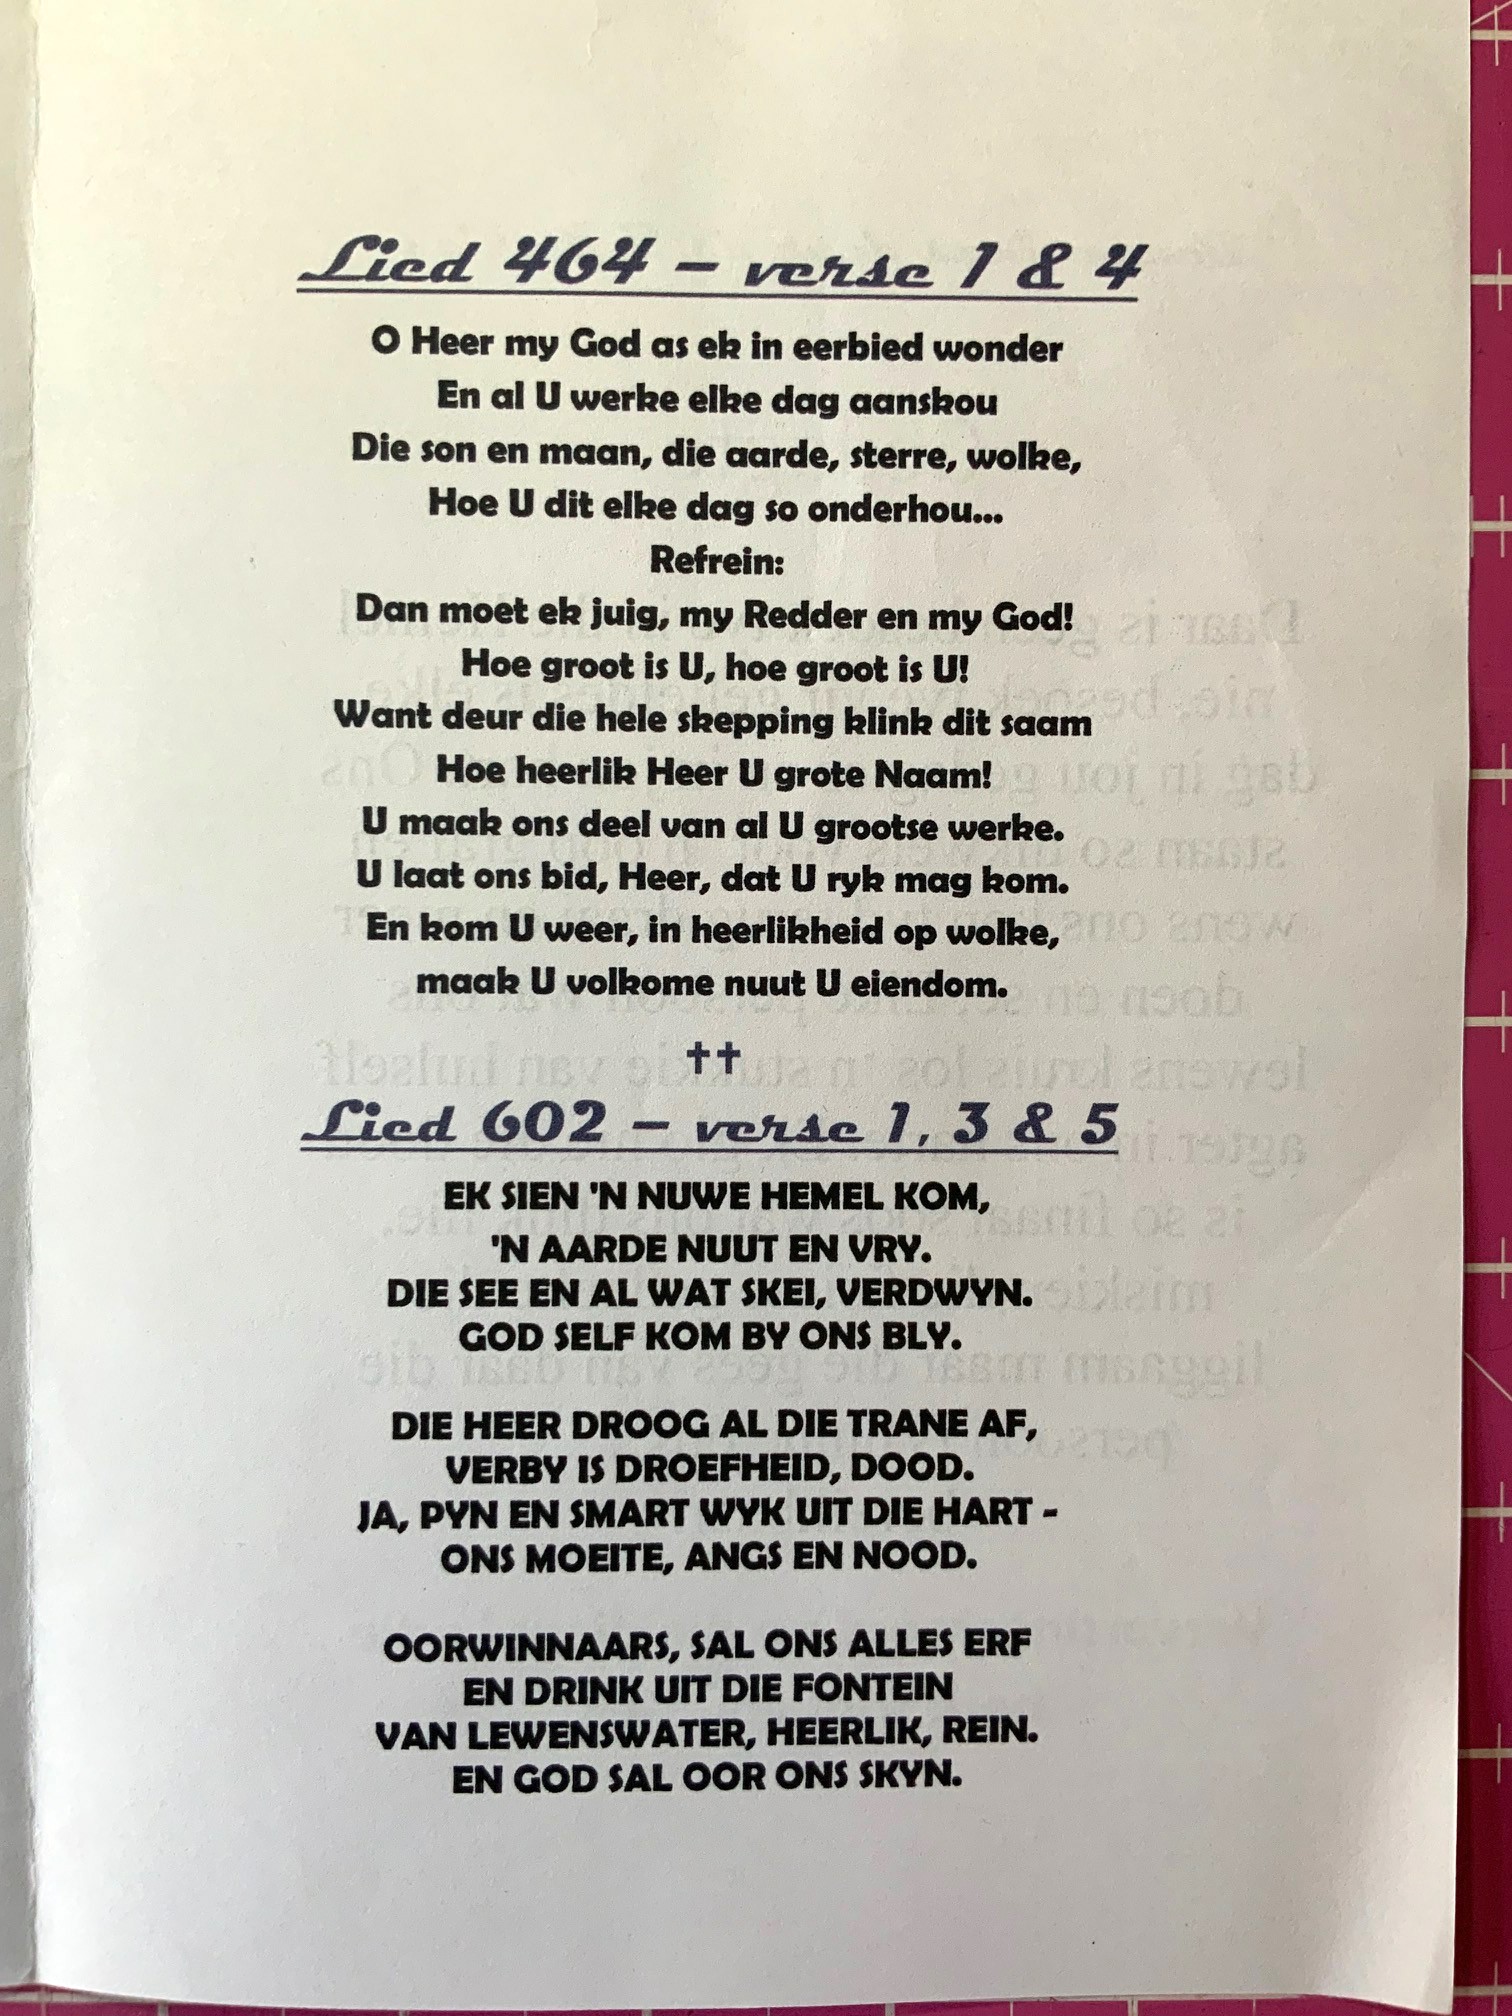 Lied 464 – verse 1 & 4
O Heer my God as ek in eerbied wonder
En al U werke elke dag aanskou
Die son en maan, die aarde, sterre, wolke,
Hoe U dit elke dag so onderhou...
Refrein:
Dan moet ek juig, my Redder en my God!
Hoe groot is U, hoe groot is U!
Want deur die hele skepping klink dit saam
Hoe heerlik Heer U grote Naam!
U maak ons deel van al U grootse werke.
U laat ons bid, Heer, dat U ryk mag kom.
En kom U weer, in heerlikheid op wolke,
maak U volkome nuut U eiendom.
††
Lied 602 – verse 1, 3 & 5
EK SIEN 'N NUWE HEMEL KOM,
'N AARDE NUUT EN VRY.
DIE SEE EN AL WAT SKEI, VERDWYN.
GOD SELF KOM BY ONS BLY.
DIE HEER DROOG AL DIE TRANE AF,
VERBY IS DROEFHEID, DOOD.
JA, PYN EN SMART WYK UIT DIE HART -
ONS MOEITE, ANGS EN NOOD.
OORWINNAARS, SAL ONS ALLES ERF
EN DRINK UIT DIE FONTEIN
VAN LEWENSWATER, HEERLIK, REIN.
EN GOD SAL OOR ONS SKYN.